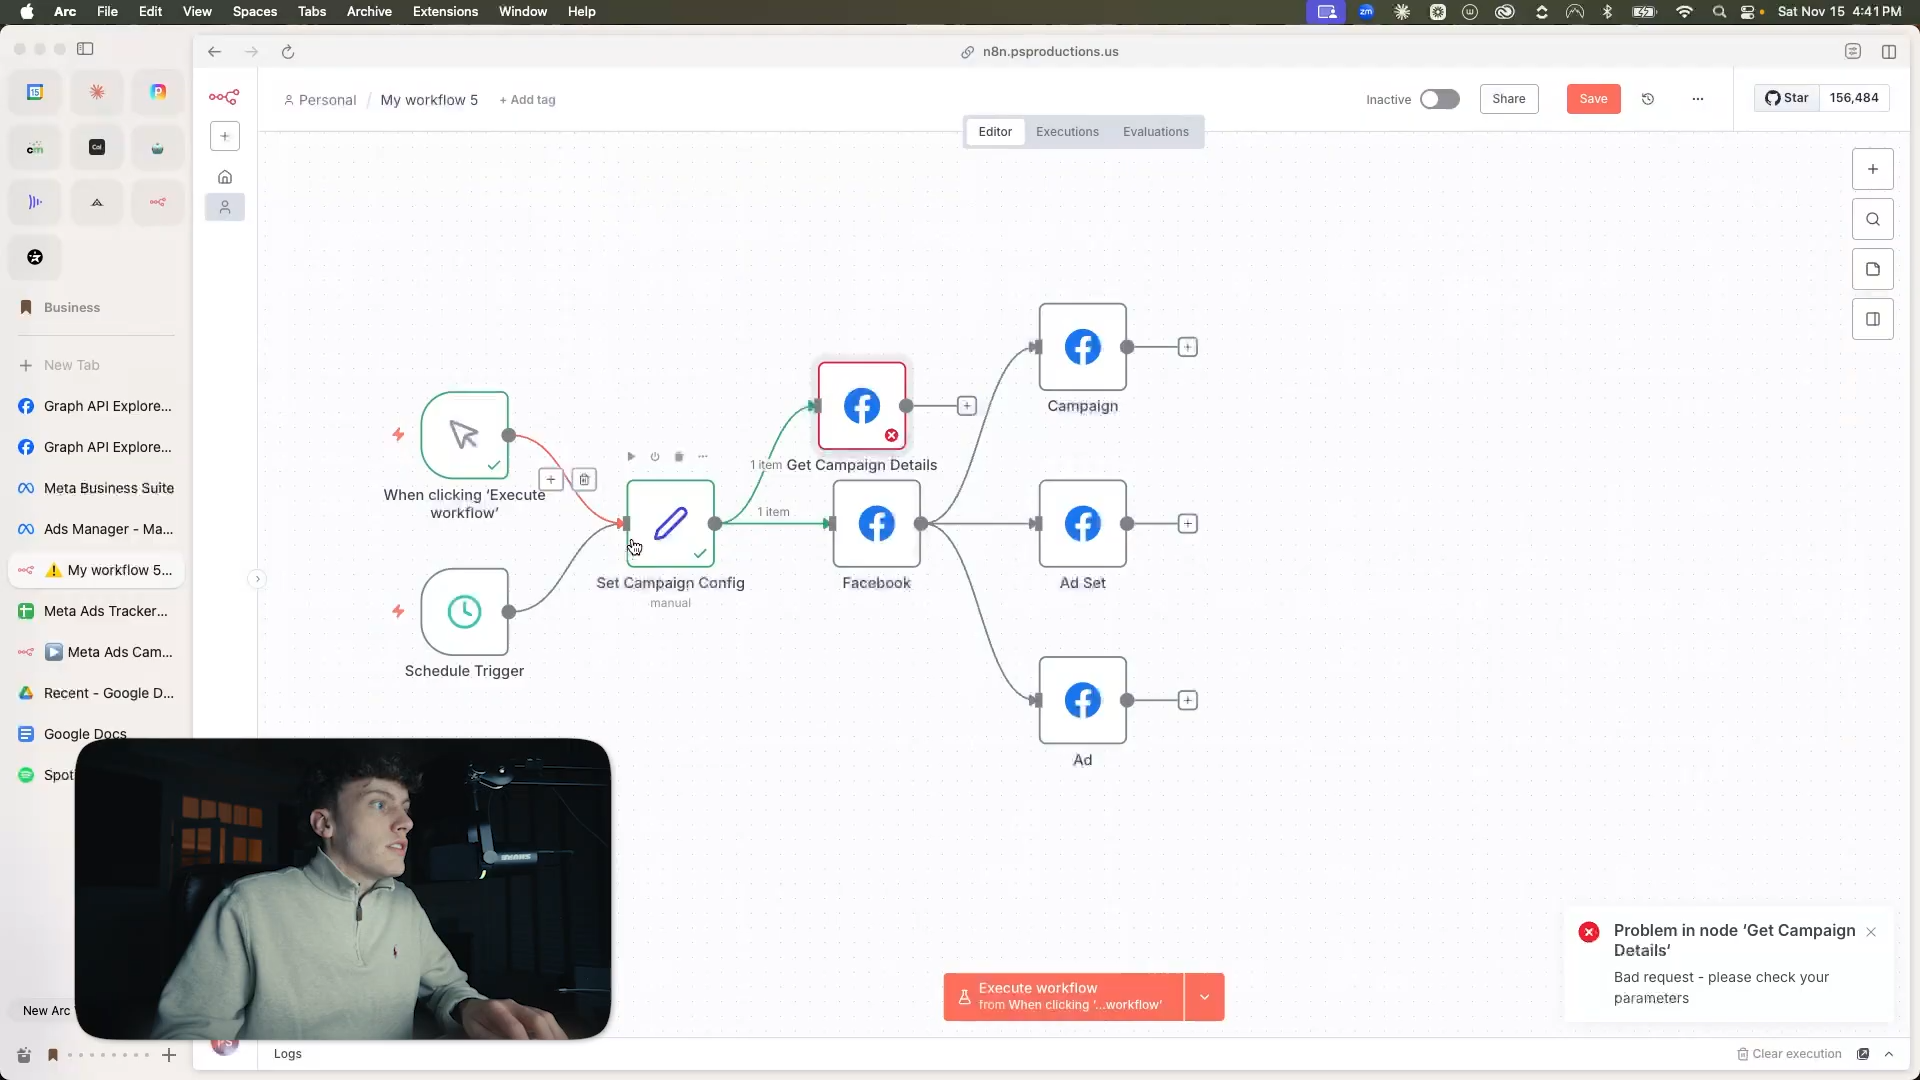 Arc File Edit View Spaces Tabs Archive Extensions Window Help
zm
Sat Nov 15 4:41 PM
n8n.psproductions.us
Personal / My workflow 5 + Add tag
Inactive
Share
Save
Star 156,484
Editor Executions Evaluations
15
cm
Col
Business
New Tab
Graph API Explore...
Graph API Explore...
Meta Business Suite
Ads Manager - Ma...
My workflow 5...
Meta Ads Tracker...
Meta Ads Cam...
Recent - Google D...
Google Docs
Spot
New Arc
When clicking ‘Execute
workflow’
Schedule Trigger
1 item
Get Campaign Details
1 item
Set Campaign Config
manual
Facebook
Campaign
Ad Set
Ad
Problem in node ‘Get Campaign
Details‘
Bad request - please check your
parameters
Execute workflow
from When clicking ‘...workflow’
Logs
Clear execution